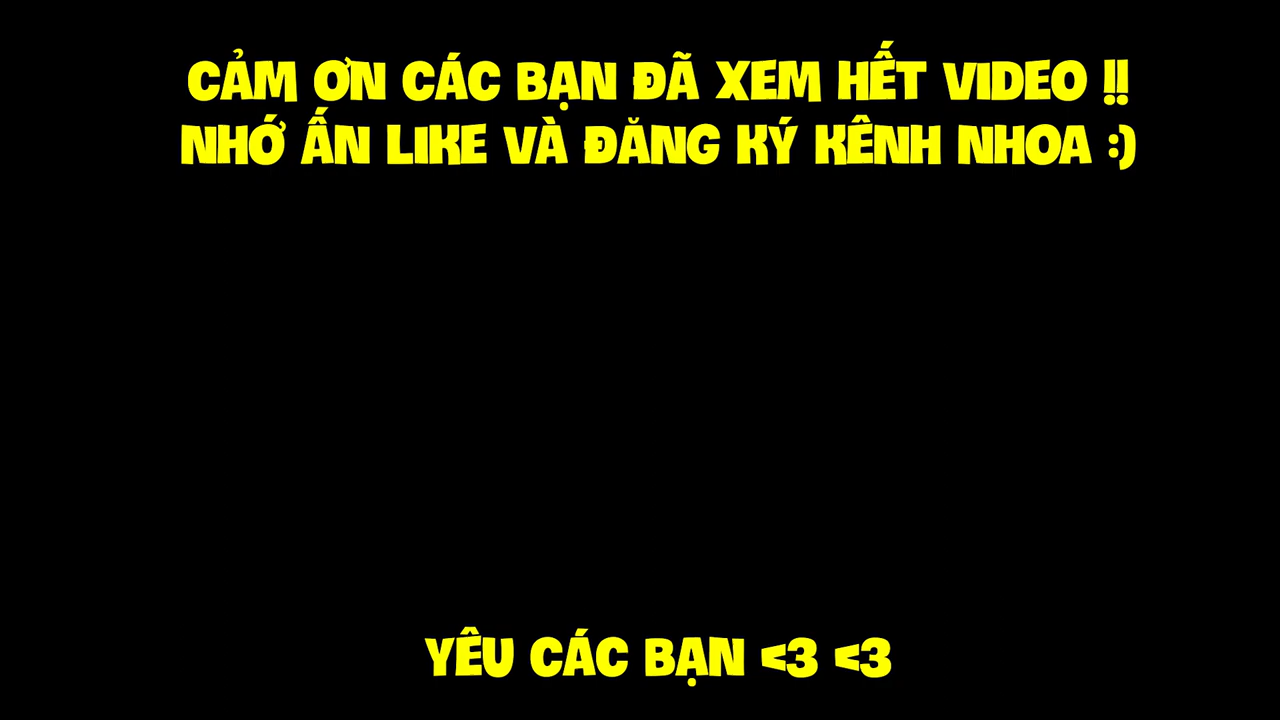 CẢM ƠN CÁC BẠN ĐÃ XEM HẾT VIDEO !!
NHỚ ẤN LIKE VÀ ĐĂNG KÝ KÊNH NHOA :)
YÊU CÁC BẠN <3 <3